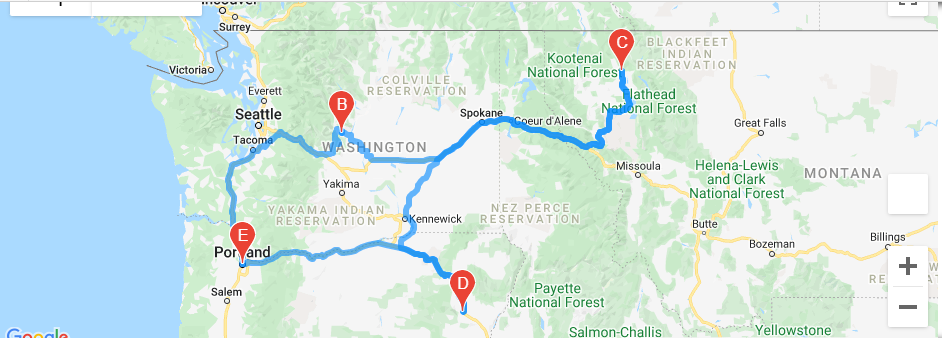 Surrey
Victoria
Everett
Seattle
Tacoma
COLVILLE
RESERVATION
Spokane
Coeur d'Alene
Kootenai
National Forest
BLACKFEET
INDIAN
RESERVATION
C
B
WASHINGTON
National Forest
Great Falls
Missoula
Helena-Lewis
and Clark
National Forest
MONTANA
Yakima
YAKAMA INDIAN
RESERVATION
Kennewick
NEZ PERCE
RESERVATION
Butte
Bozeman
Billings
E
Portland
D
Salem
Payette
National Forest
Salmon-Challis
Yellowstone
Google